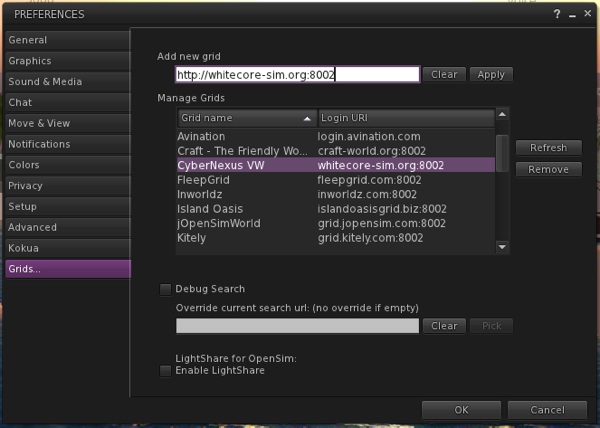 PREFERENCES
General
Graphics
Sound & Media
Chat
Move & View
Notifications
Colors
Privacy
Setup
Advanced
Kokua
Grids...
Add new grid
http://whitecore-sim.org:8002
Clear Apply
Manage Grids
Grid name Login URI
Avination login.avination.com
Craft - The Friendly Wo... craft-world.org:8002
CyberNexus VW whitecore-sim.org:8002
FleepGrid fleepgrid.com:8002
Inworldz inworldz.com:8002
Island Oasis islandoasisgrid.biz:8002
jOpenSimWorld grid.jopensim.com:8002
Kitely grid.kitely.com:8002
Refresh
Remove
Debug Search
Override current search url: (no override if empty)
Clear Pick
LightShare for OpenSim:
Enable LightShare
OK Cancel